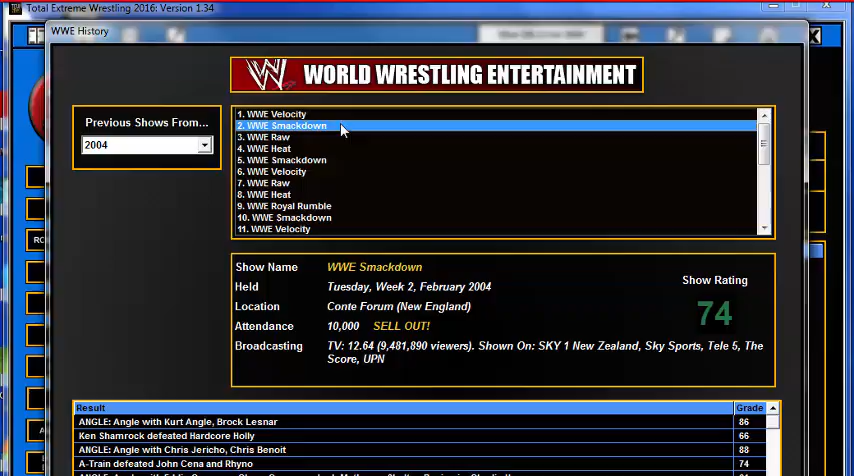 Total Extreme Wrestling 2016: Version 1.34
WWE History
WORLD WRESTLING ENTERTAINMENT
Previous Shows From...
2004
1. WWE Velocity
2. WWE Smackdown
3. WWE Raw
4. WWE Heat
5. WWE Smackdown
6. WWE Velocity
7. WWE Raw
8. WWE Heat
9. WWE Royal Rumble
10. WWE Smackdown
11. WWE Velocity
Show Name WWE Smackdown
Held Tuesday, Week 2, February 2004
Location Conte Forum (New England)
Attendance 10,000 SELL OUT!
Broadcasting TV: 12.64 (9,481,890 viewers). Shown On: SKY 1 New Zealand, Sky Sports, Tele 5, The
Score, UPN
Show Rating
74
Result Grade
ANGLE: Angle with Kurt Angle, Brock Lesnar 86
Ken Shamrock defeated Hardcore Holly 66
ANGLE: Angle with Chris Jericho, Chris Benoit 88
A-Train defeated John Cena and Rhyno 74